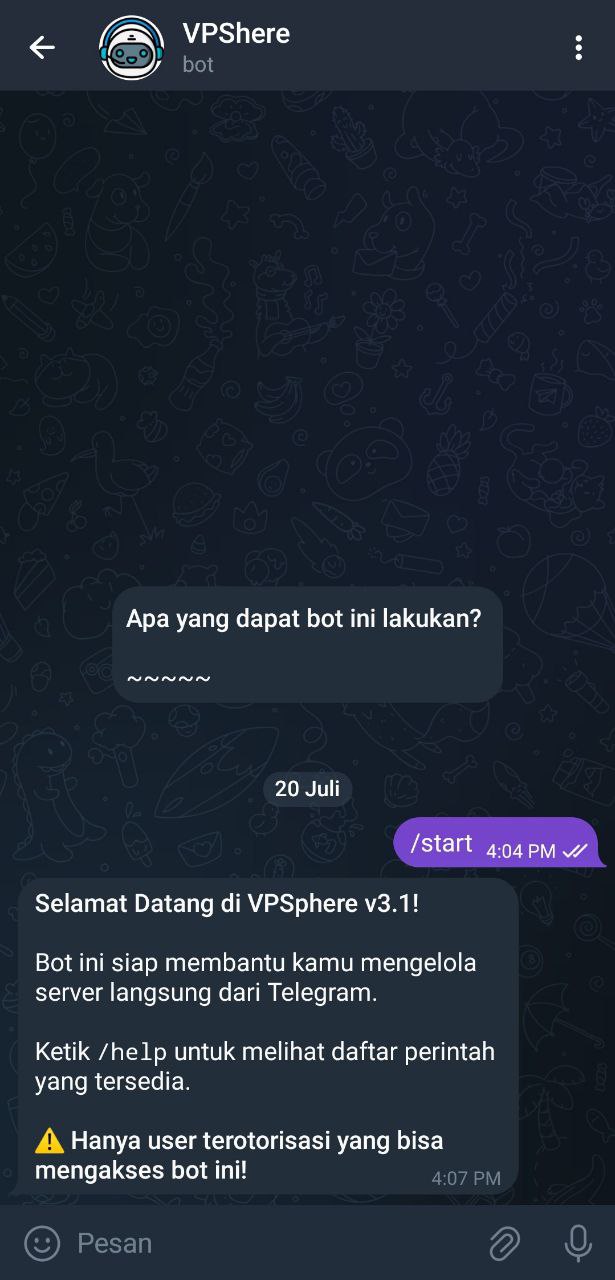 VPShere
bot
Apa yang dapat bot ini lakukan?
~~~~~
20 Juli
/start 4:04 PM
Selamat Datang di VPSphere v3.1!
Bot ini siap membantu kamu mengelola
server langsung dari Telegram.
Ketik /help untuk melihat daftar perintah
yang tersedia.
⚠️ Hanya user terotorisasi yang bisa
mengakses bot ini! 4:07 PM
Pesan